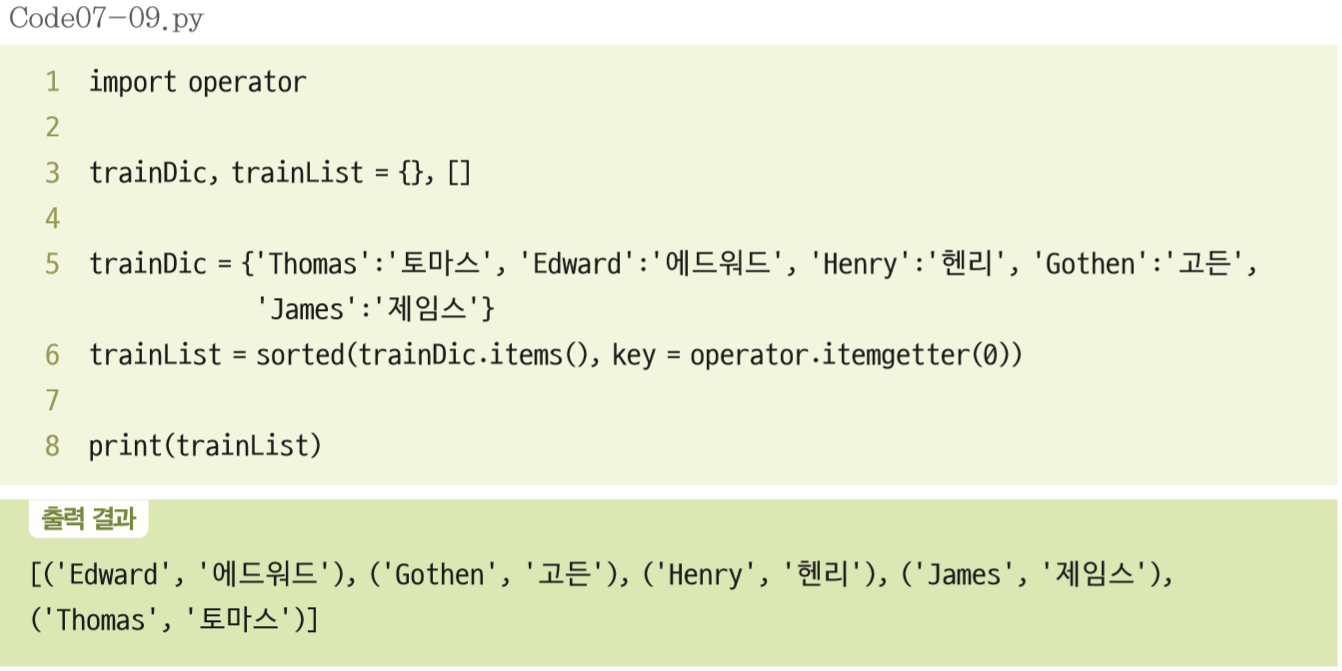 Code07-09.py
1 import operator
2
3 trainDic, trainList = {}, []
4
5 trainDic = {'Thomas':'토마스', 'Edward':'에드워드', 'Henry':'헨리', 'Gothen':'고든',
'James':'제임스'}
6 trainList = sorted(trainDic.items(), key = operator.itemgetter(0))
7
8 print(trainList)
출력 결과
[('Edward', '에드워드'), ('Gothen', '고든'), ('Henry', '헨리'), ('James', '제임스'),
('Thomas', '토마스')]